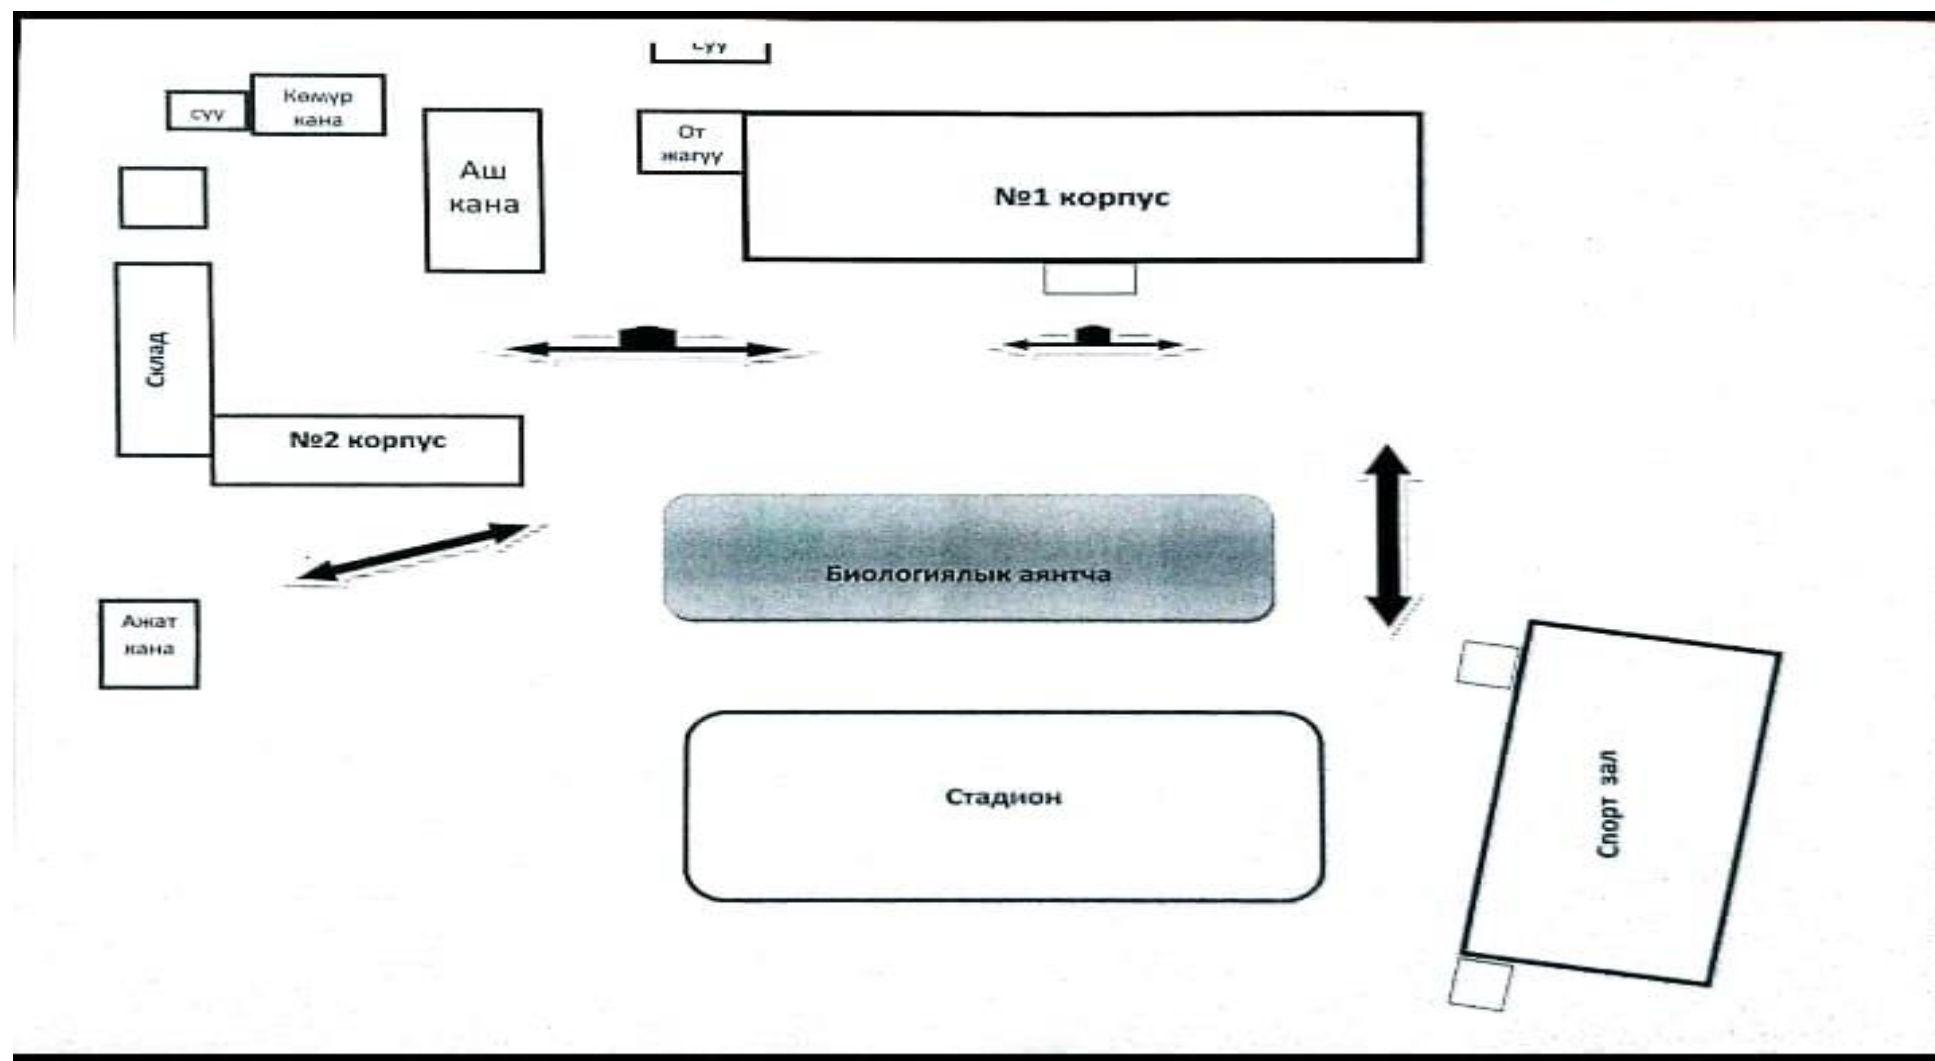 суу
Көмүр
кана
суу
От
жагуу
Аш
кана
№1 корпус
Склад
№2 корпус
Биологиялык аянтча
Ажат
кана
Стадион
Спорт зал